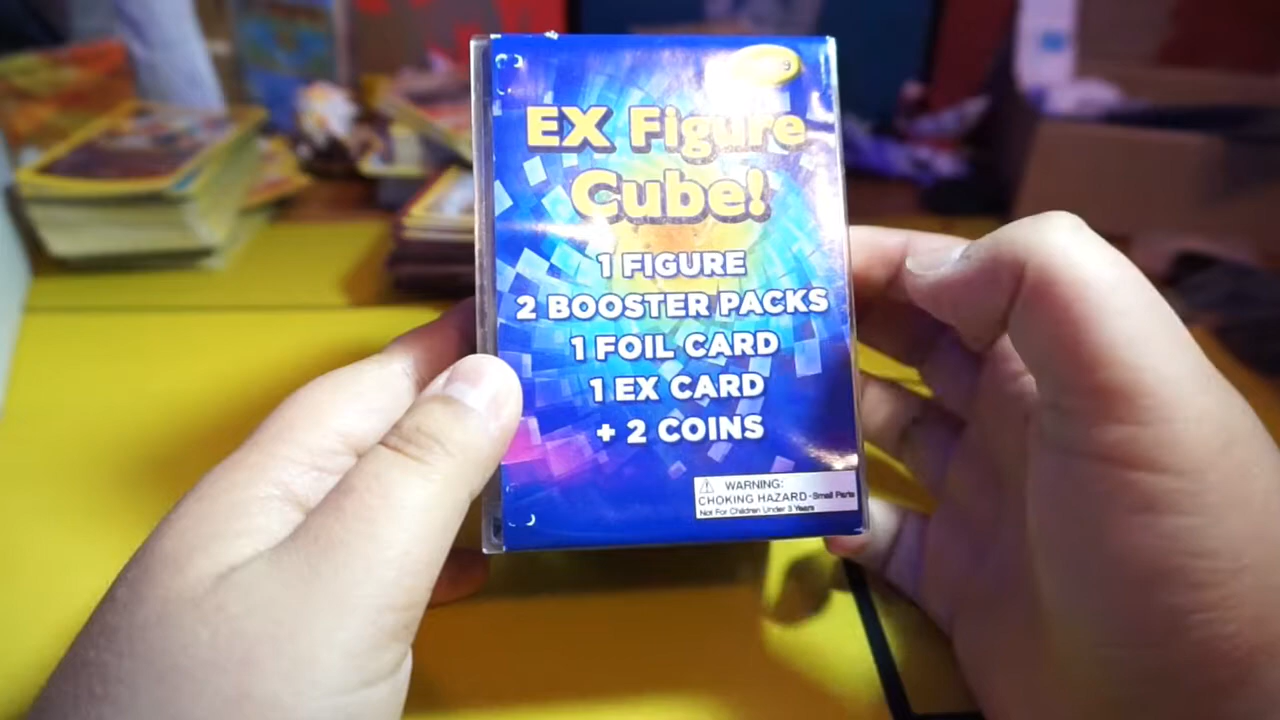 EX Figure
Cube!
1 FIGURE
2 BOOSTER PACKS
1 FOIL CARD
1 EX CARD
+ 2 COINS
WARNING:
CHOKING HAZARD-Small Parts
Not For Children Under 3 Years